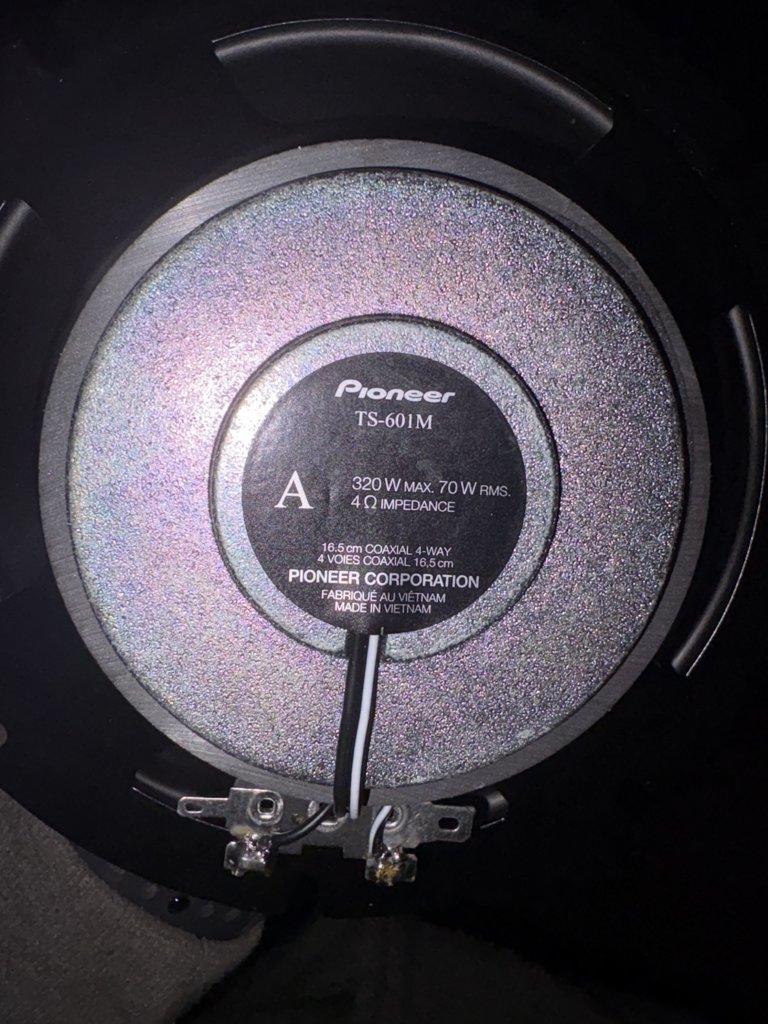 Pioneer
TS-601M
A
320 W MAX. 70 W RMS.
4 Ω IMPEDANCE
16.5 cm COAXIAL 4-WAY
4 VOIES COAXIAL 16,5 cm
PIONEER CORPORATION
FABRIQUÉ AU VIÊTNAM
MADE IN VIETNAM